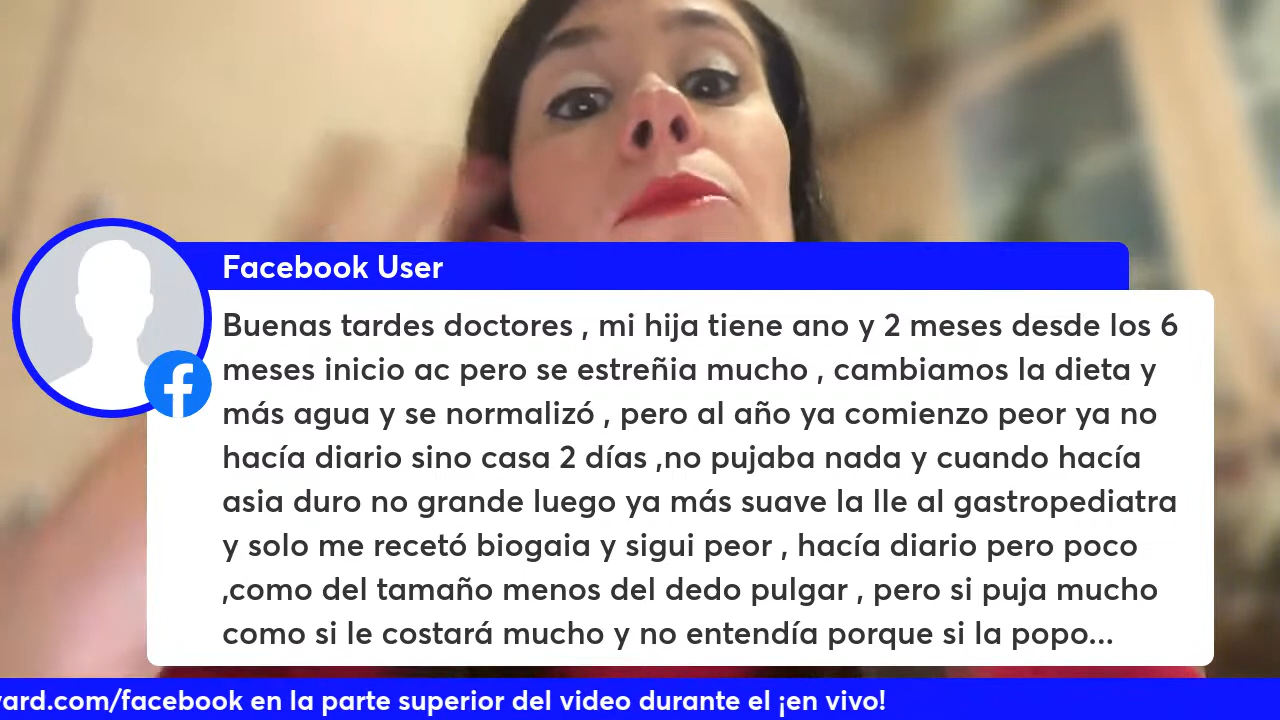 Facebook User
Buenas tardes doctores , mi hija tiene ano y 2 meses desde los 6
meses inicio ac pero se estreñia mucho , cambiamos la dieta y
más agua y se normalizó , pero al año ya comienzo peor ya no
hacía diario sino casa 2 días ,no pujaba nada y cuando hacía
asia duro no grande luego ya más suave la lle al gastropediatra
y solo me recetó biogaia y sigui peor , hacía diario pero poco
,como del tamaño menos del dedo pulgar , pero si puja mucho
como si le costará mucho y no entendía porque si la popo...
yard.com/facebook en la parte superior del video durante el ¡en vivo!